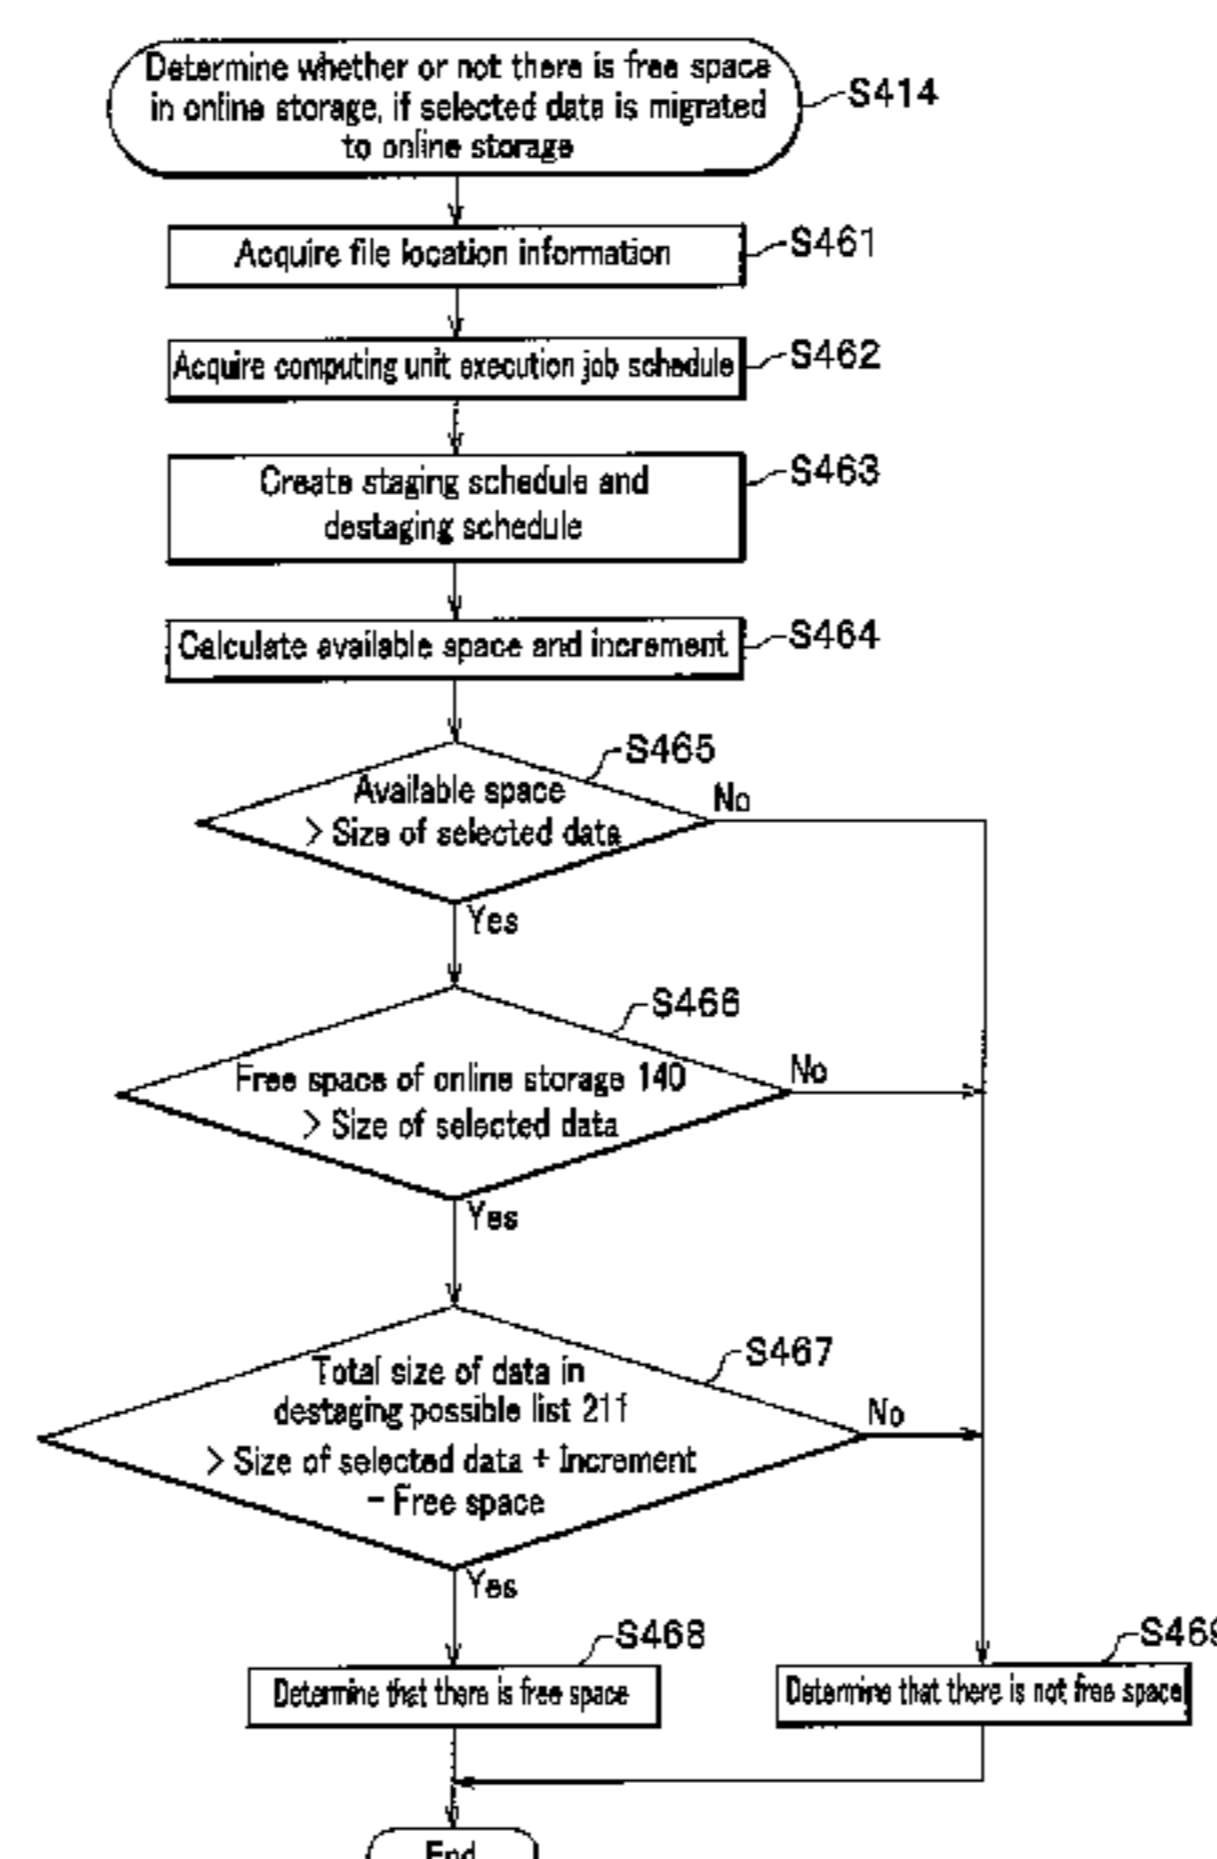 Determine whether or not there is free space
in online storage, if selected data is migrated
to online storage
S414
Acquire file location information
S461
Acquire computing unit execution job schedule
S462
Create staging schedule and
destaging schedule
S463
Calculate available space and increment
S464
S465
Available space
> Size of selected data
No
Yes
S466
Free space of online storage 140
> Size of selected data
No
Yes
S467
Total size of data in
destaging possible list 211
> Size of selected data + Increment
- Free space
No
Yes
S468
Determine that there is free space
S469
Determine that there is not free space
End